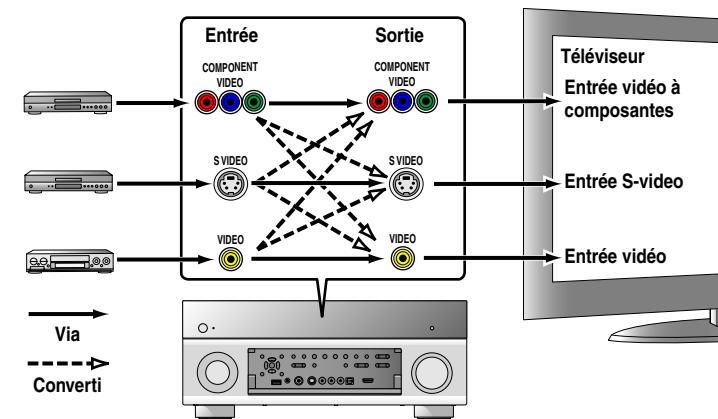 Entrée
Sortie
COMPONENT
VIDEO
COMPONENT
VIDEO
Téléviseur
Entrée vidéo à
composantes
S VIDEO
S VIDEO
Entrée S-video
VIDEO
VIDEO
Entrée vidéo
Via
Converti